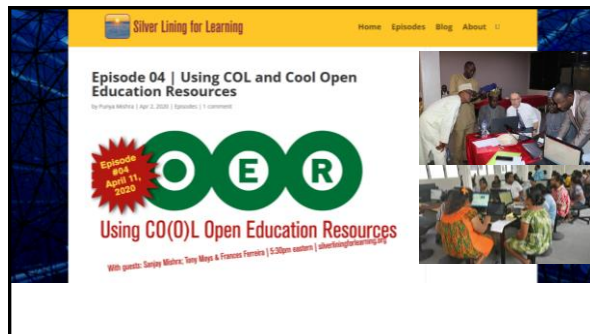 Silver Lining for Learning
Home Episodes Blog About U
Episode 04 | Using COL and Cool Open
Education Resources
by Punya Mishra | Apr 2, 2020 | Episodes | 1 comment
Episode
#04
April 11,
2020
O E R
Using CO(O)L Open Education Resources
With guests: Sanjay Mishra; Tony Mays & Frances Ferreira | 5:30pm eastern | silverliningforlearning.org